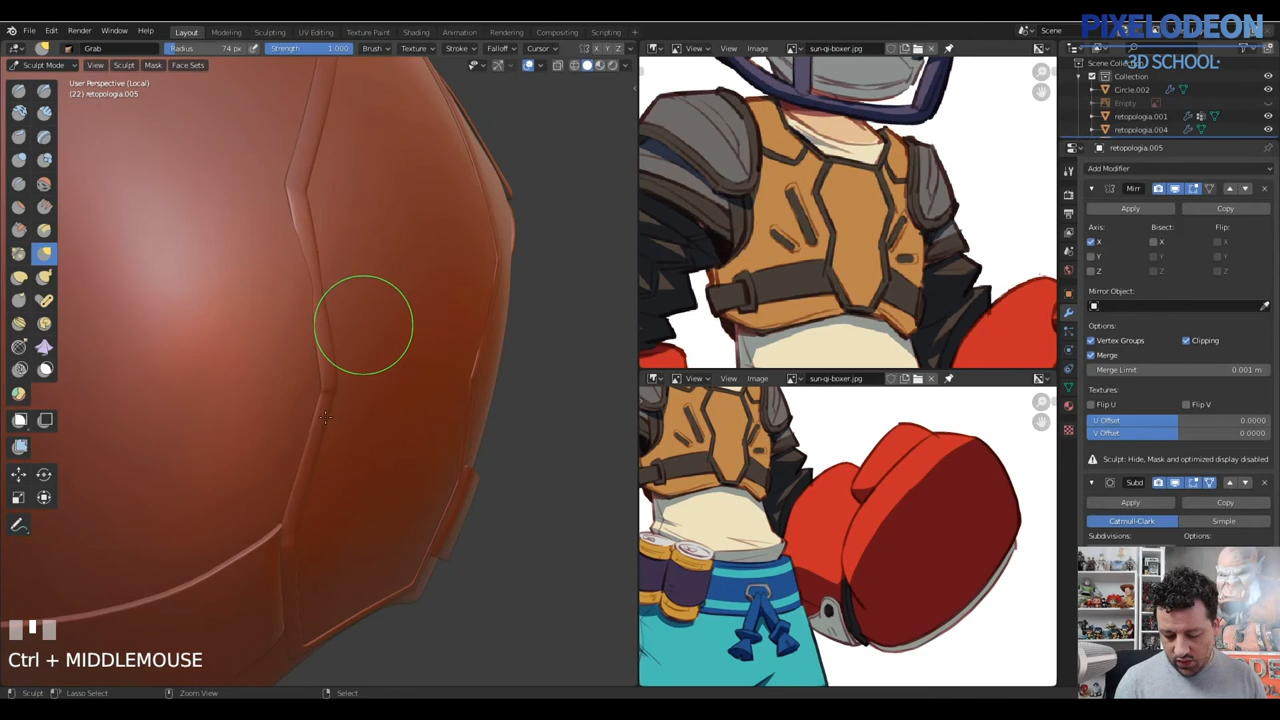 PIXELODEON
3D SCHOOL
File Edit Render Window Help Layout Modeling Sculpting UV Editing Texture Paint Shading Animation Rendering Compositing Scripting Scene
Grab Radius 74 px Strength 1.000 Brush Texture Stroke Falloff Cursor X Y Z
View View Image sun-qi-boxer.jpg
Sculpt Mode View Sculpt Mask Face Sets
User Perspective (Local)
(22) retopologia.005
Scene Collection
Collection
Circle.002
Empty
retopologia.001
retopologia.004
retopologia.005
Add Modifier
Mirr
Apply Copy
Axis: Bisect: Flip:
X X X
Y Y Y
Z Z Z
Mirror Object:
Options:
Vertex Groups Clipping
Merge
Merge Limit 0.001 m
Textures:
Flip U Flip V
U Offset 0.0000
V Offset 0.0000
Sculpt: Hide, Mask and optimized display disabled
Subd
Apply Copy
Catmull-Clark Simple
Subdivisions: Options:
View View Image sun-qi-boxer.jpg
Ctrl + MIDDLEMOUSE
Sculpt Lasso Select Zoom View Select